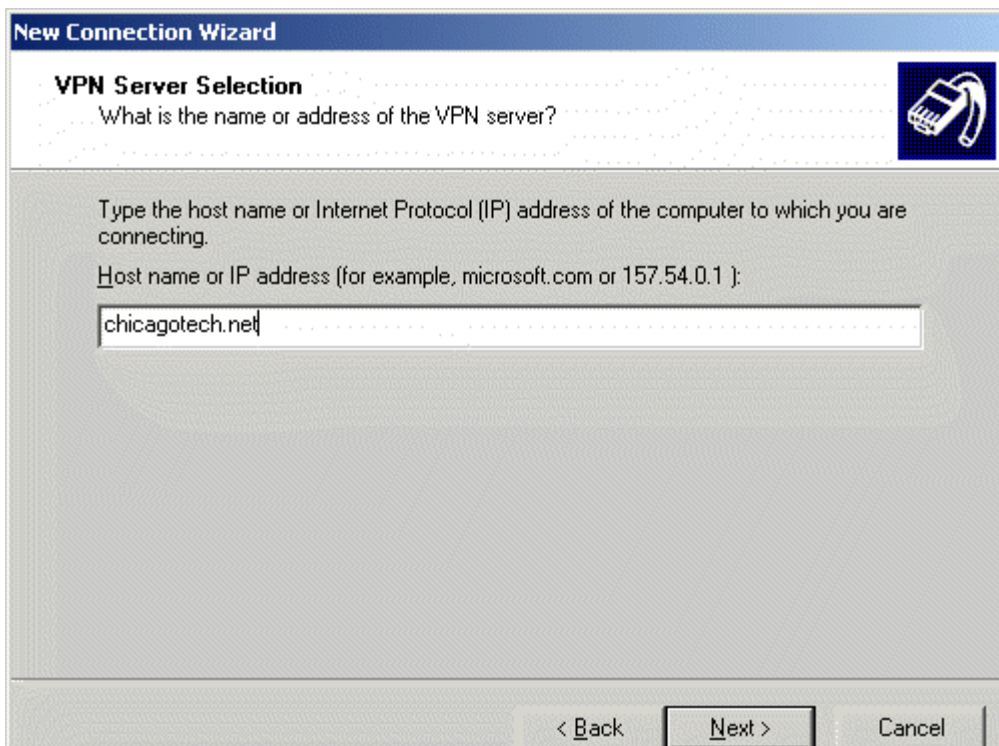 New Connection Wizard
VPN Server Selection
What is the name or address of the VPN server?
Type the host name or Internet Protocol (IP) address of the computer to which you are
connecting.
Host name or IP address (for example, microsoft.com or 157.54.0.1 ):
chicagotech.net
< Back Next > Cancel